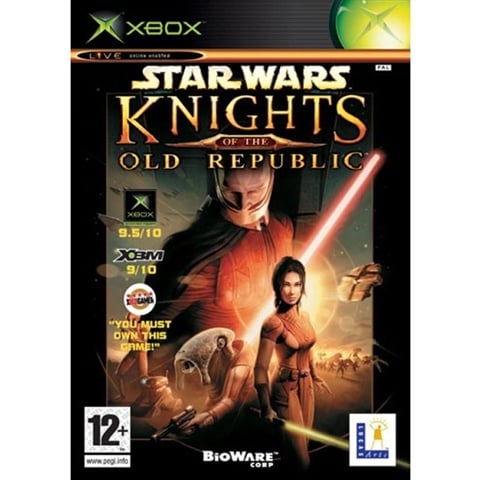 XBOX
LIVE online enabled
PAL
STAR WARS
KNIGHTS
OF THE
OLD REPUBLIC
XBOX
9.5/10
XBM
9/10
"YOU MUST
OWN THIS
GAME!"
12+
www.pegi.info
BIOWARE
CORP
LUCAS
Arts